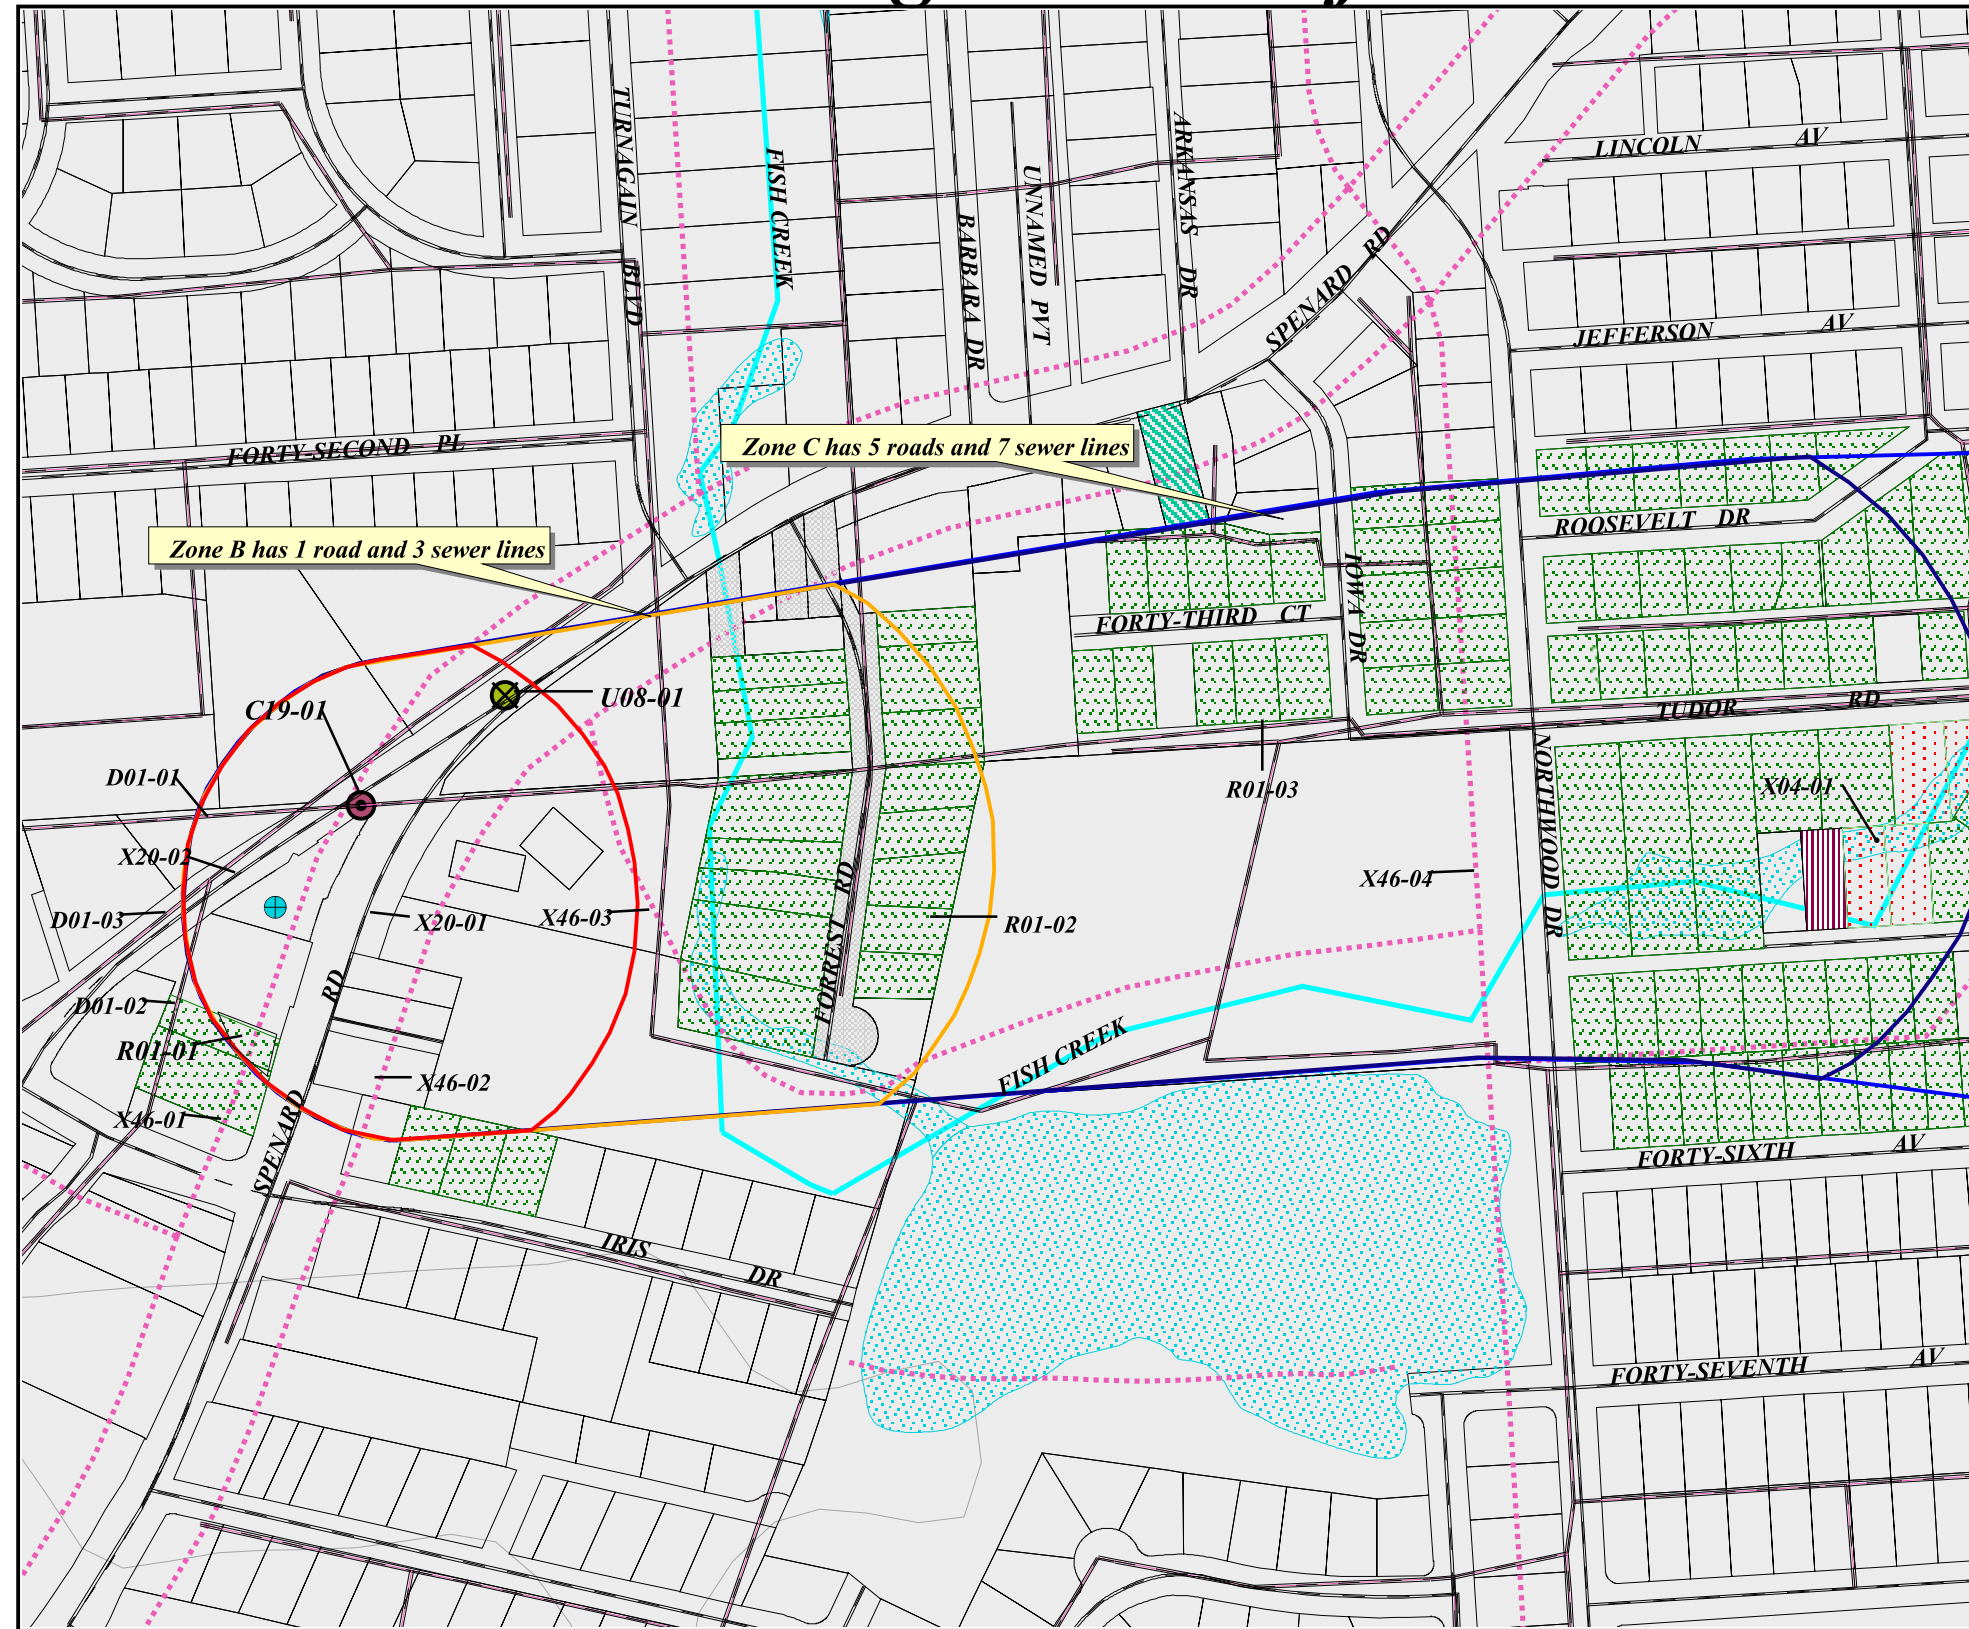 TURNAGAIN BLVD
FISH CREEK
BARBARA DR
UNNAMED PVT
ARKANSAS DR
SPENARD RD
LINCOLN AV
JEFFERSON AV
FORTY-SECOND PL
Zone C has 5 roads and 7 sewer lines
Zone B has 1 road and 3 sewer lines
ROOSEVELT DR
IOWA DR
FORTY-THIRD CT
TUDOR RD
U08-01
C19-01
D01-01
X20-02
D01-03
X20-01
X46-03
R01-02
R01-03
X46-04
X04-01
NORTHWOOD DR
FORREST RD
D01-02
R01-01
X46-02
X46-01
SPENARD RD
FISH CREEK
FORTY-SIXTH AV
IRIS DR
FORTY-SEVENTH AV